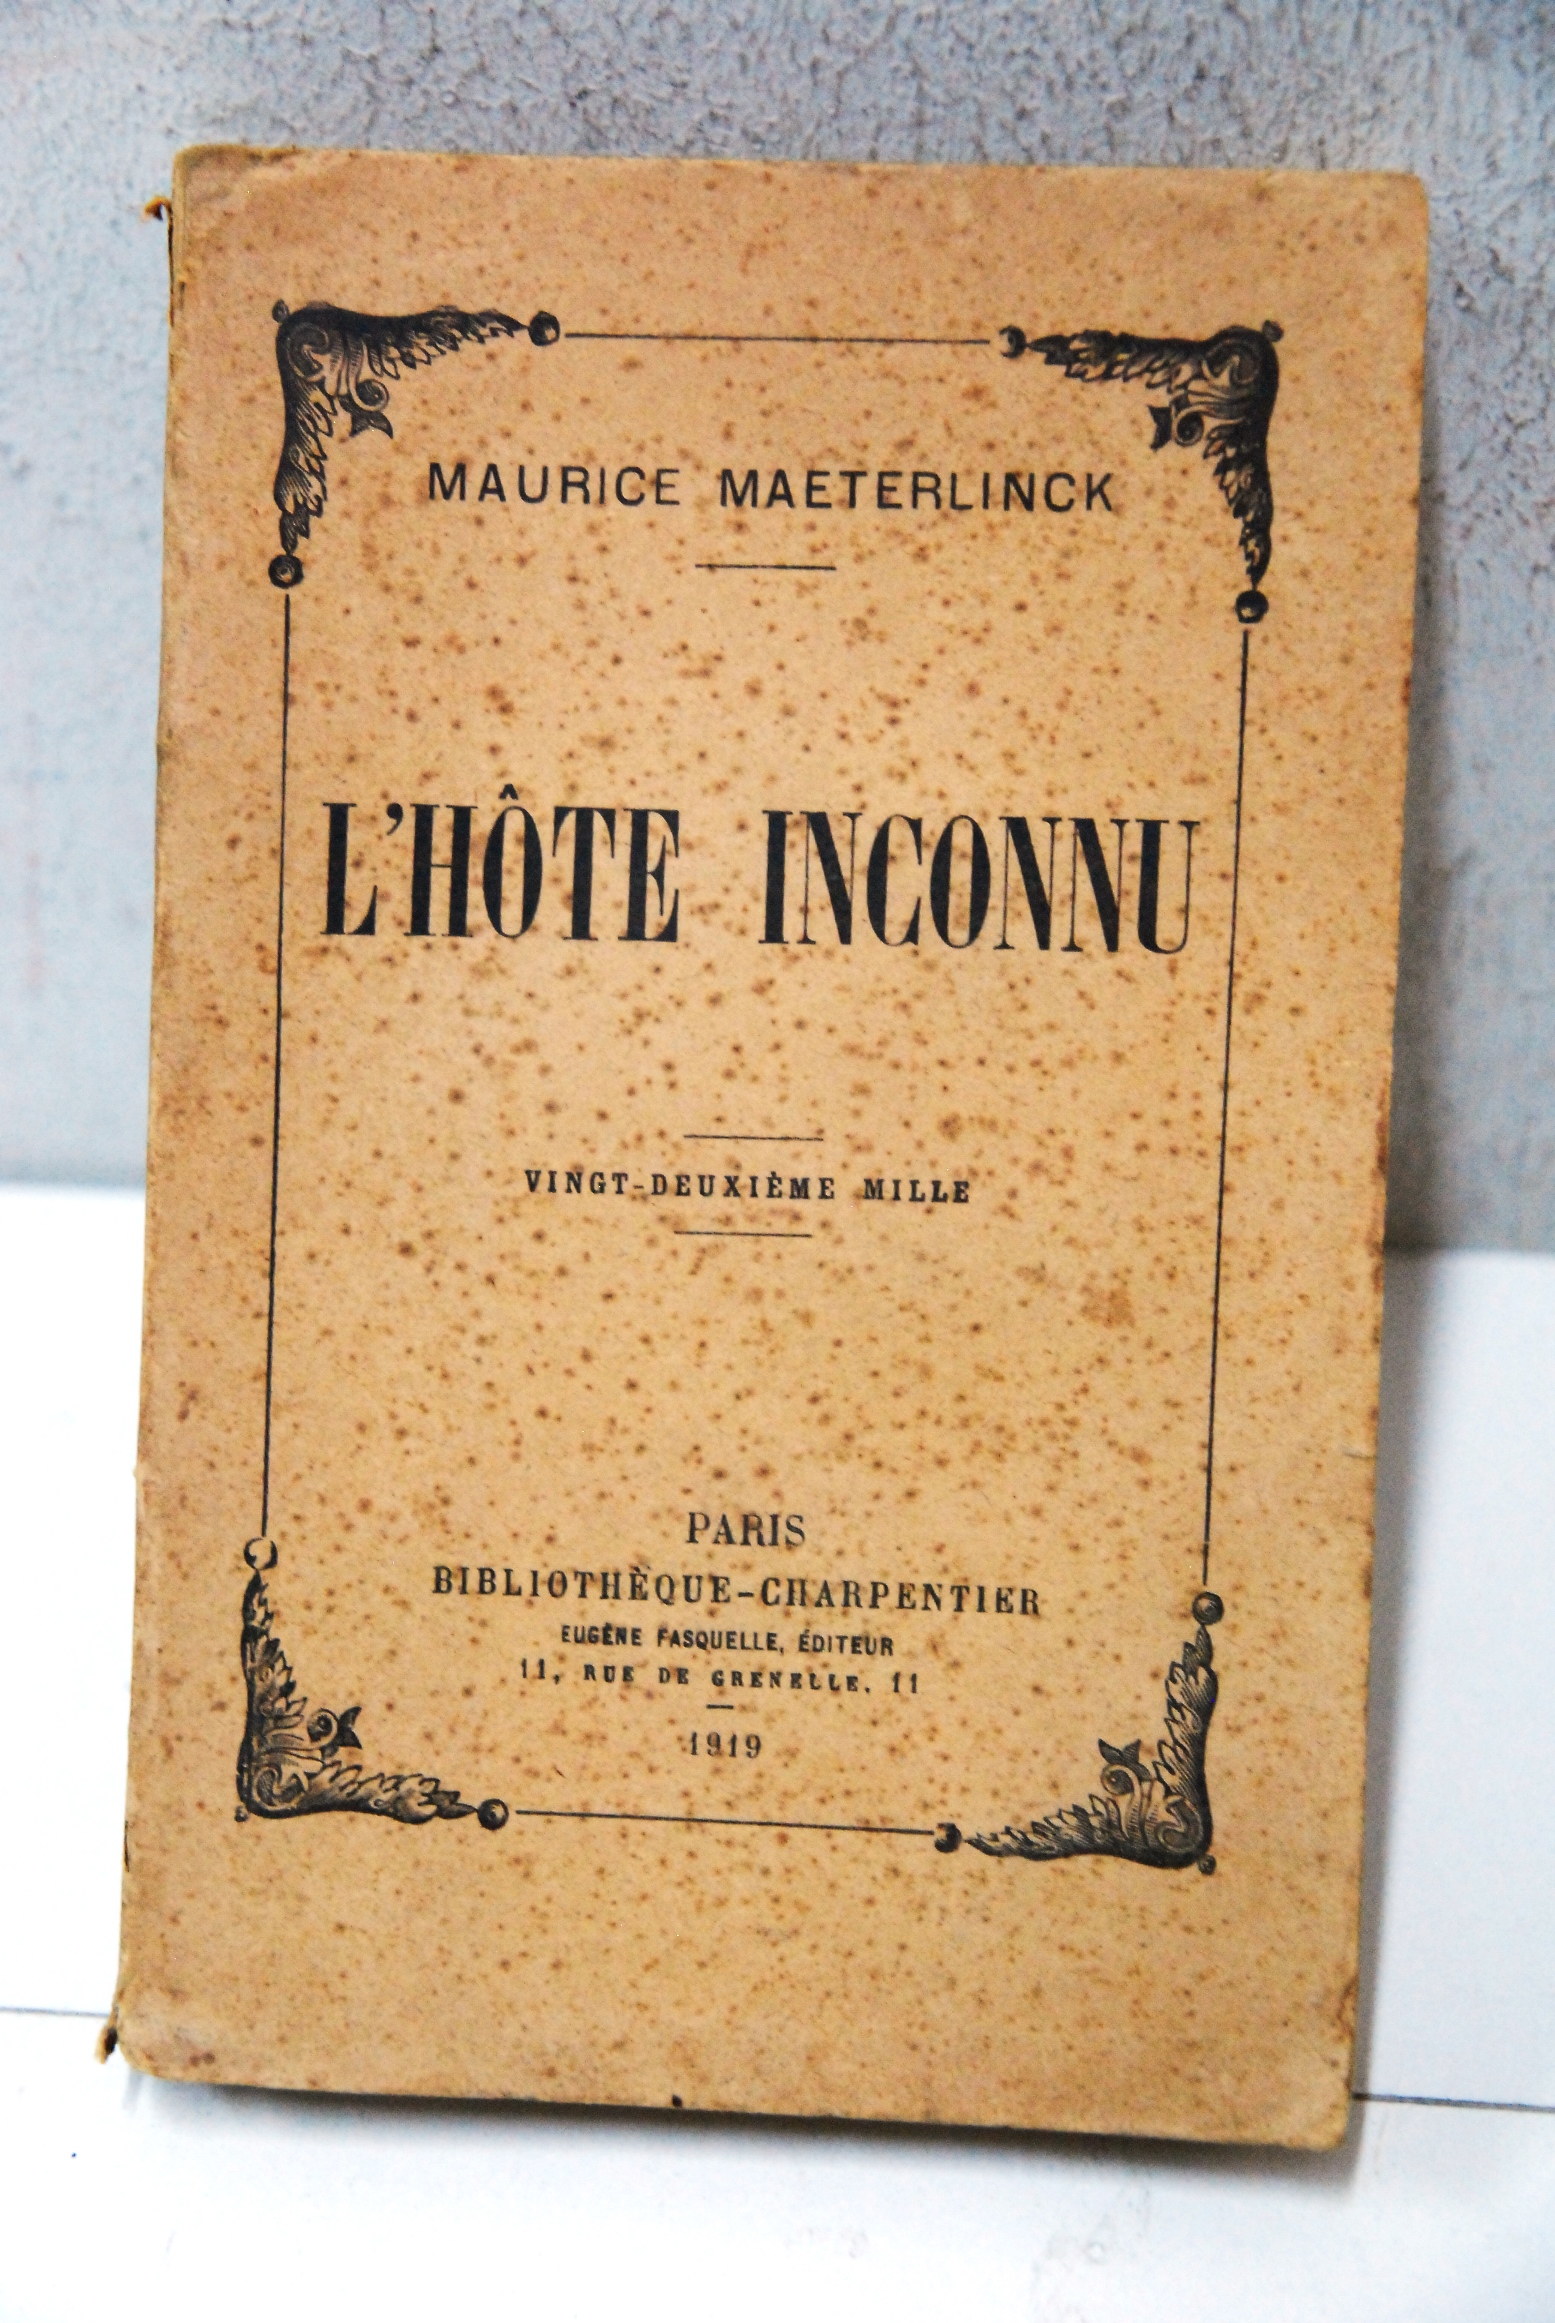 MAURICE MAETERLINCK
L'HÔTE INCONNU
VINGT-DEUXIÈME MILLE
PARIS
BIBLIOTHÈQUE-CHARPENTIER
EUGÈNE FASQUELLE, ÉDITEUR
11, RUE DE GRENELLE, 11
1919